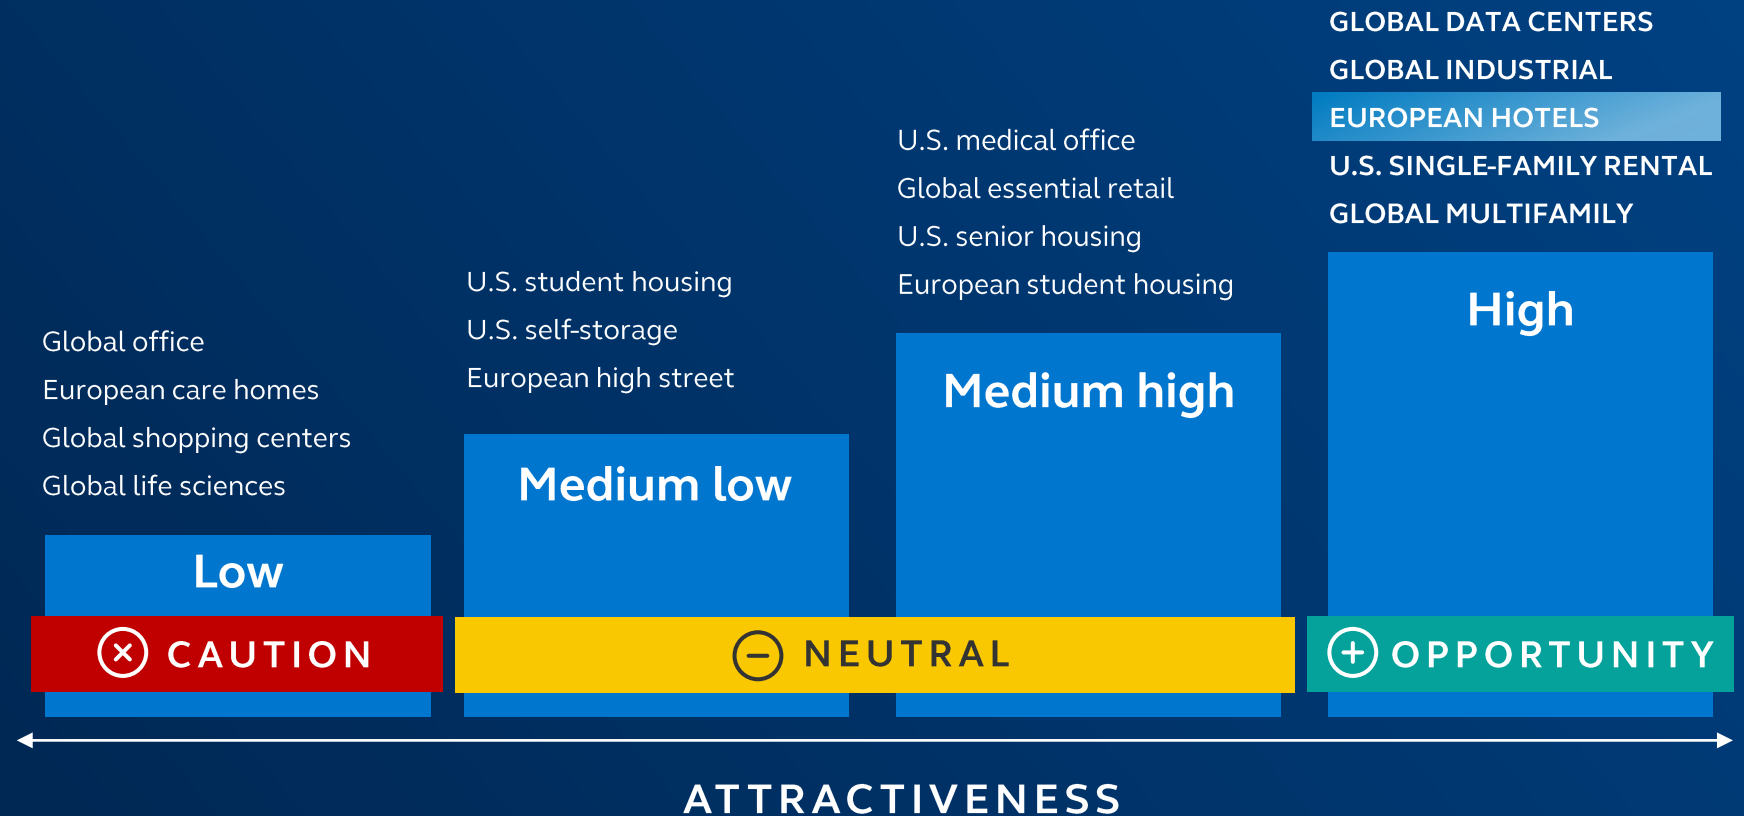 Global office
European care homes
Global shopping centers
Global life sciences
Low
CAUTION
U.S. student housing
U.S. self-storage
European high street
Medium low
U.S. medical office
Global essential retail
U.S. senior housing
European student housing
Medium high
NEUTRAL
GLOBAL DATA CENTERS
GLOBAL INDUSTRIAL
EUROPEAN HOTELS
U.S. SINGLE-FAMILY RENTAL
GLOBAL MULTIFAMILY
High
OPPORTUNITY
ATTRACTIVENESS